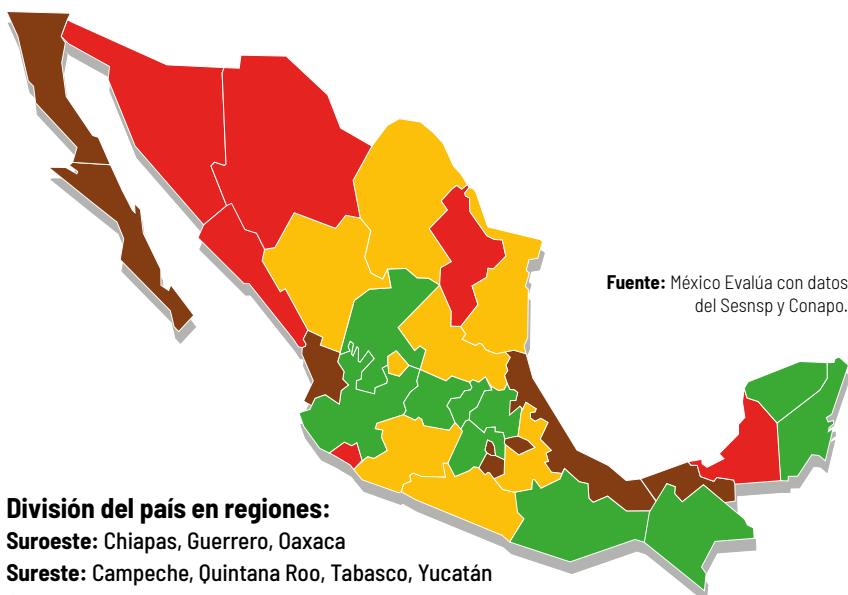 Fuente: México Evalúa con datos
del Sesnsp y Conapo.
División del país en regiones:
Suroeste: Chiapas, Guerrero, Oaxaca
Sureste: Campeche, Quintana Roo, Tabasco, Yucatán